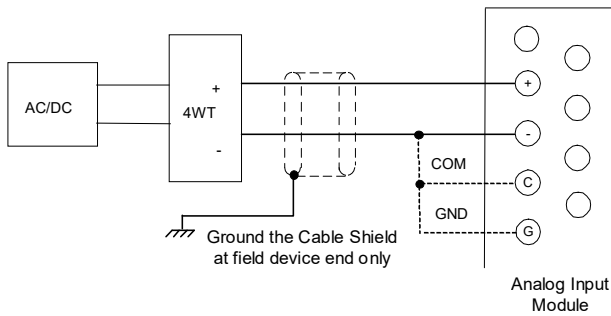 AC/DC
4WT
+
-
+
-
COM
C
GND
G
Ground the Cable Shield
at field device end only
Analog Input
Module